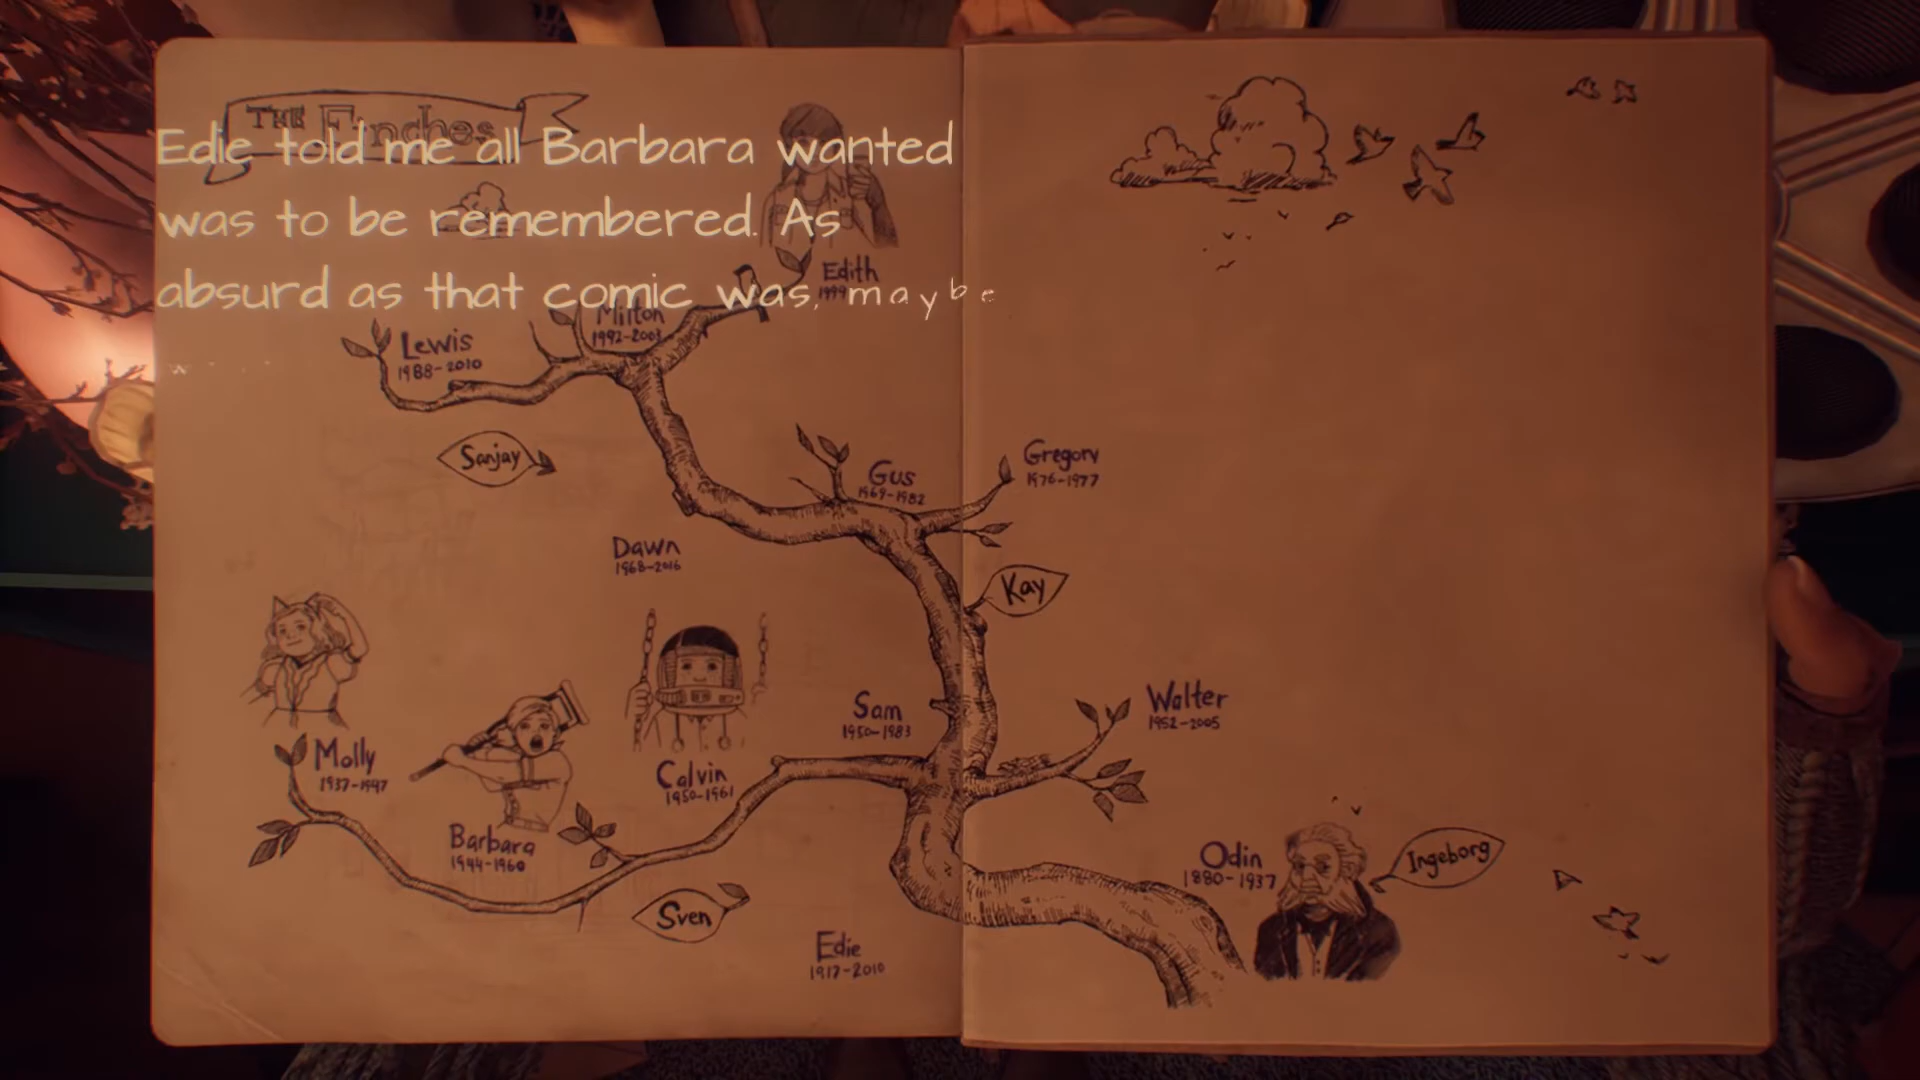 THE Finches
Edie told me all Barbara wanted
was to be remembered. As
absurd as that comic was, maybe
Edith
Milton
Lewis
1988-2010
Sanjay
Gus
1969-1982
Gregory
1976-1977
Dawn
1968-2016
Kay
Sam
1950-1983
Walter
1952-2005
Molly
1937-1947
Calvin
1950-1961
Barbara
1944-1960
Sven
Odin
1880-1937
Ingeborg
Edie
1917-2010